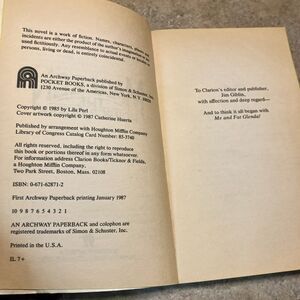 This novel is a work of fiction. Names, characters, places and
incidents are either the product of the author's imagination or are
used fictitiously. Any resemblance to actual events or locales or
persons, living or dead, is entirely coincidental.
An Archway Paperback published by
POCKET BOOKS, a division of Simon & Schuster, Inc.
1230 Avenue of the Americas, New York, N.Y. 10020
Copyright © 1985 by Lila Perl
Cover artwork copyright © 1987 Catherine Huerta
Published by arrangement with Houghton Mifflin Company
Library of Congress Catalog Card Number: 85-3740
All rights reserved, including the right to reproduce
this book or portions thereof in any form whatsoever.
For information address Clarion Books/Ticknor & Fields,
a Houghton Mifflin Company,
Two Park Street, Boston, Mass.
ISBN: 0-671-62871-2
First Archway Paperback printing January 1987
10 9 8 7 6 5 4 3 2 1
AN ARCHWAY PAPERBACK and colophon are
registered trademarks of Simon & Schuster, Inc.
Printed in the U.S.A.
IL 7+
To Clarion's editor and publisher,
Jim Giblin,
with affection and deep regard—
And to think it all began with
Me and Fat Glenda!